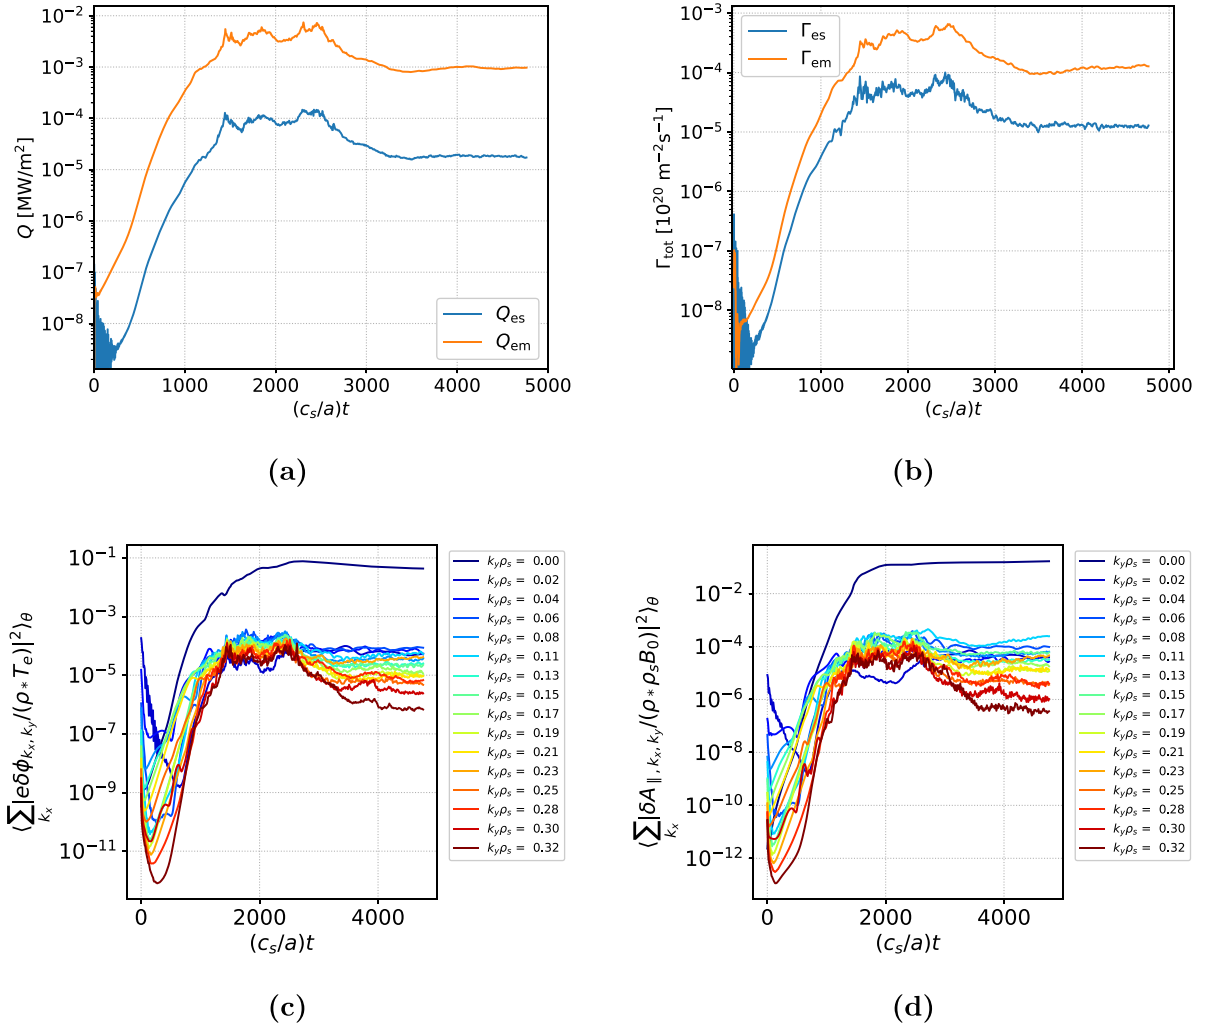 10⁻²
10⁻³
10⁻⁴
10⁻⁵
10⁻⁶
10⁻⁷
10⁻⁸
Q [MW/m²]
Q_es
Q_em
0 1000 2000 3000 4000 5000
(c_s/a)t
(a)
10⁻³
10⁻⁴
10⁻⁵
10⁻⁶
10⁻⁷
10⁻⁸
Γ_tot [10²⁰ m⁻²s⁻¹]
Γ_es
Γ_em
0 1000 2000 3000 4000 5000
(c_s/a)t
(b)
10⁻¹
10⁻³
10⁻⁵
10⁻⁷
10⁻⁹
10⁻¹¹
⟨∑_{k_x}|eδϕ_{k_x, k_y}/(ρ*T_e)|²⟩_θ
k_yρ_s = 0.00
k_yρ_s = 0.02
k_yρ_s = 0.04
k_yρ_s = 0.06
k_yρ_s = 0.08
k_yρ_s = 0.11
k_yρ_s = 0.13
k_yρ_s = 0.15
k_yρ_s = 0.17
k_yρ_s = 0.19
k_yρ_s = 0.21
k_yρ_s = 0.23
k_yρ_s = 0.25
k_yρ_s = 0.28
k_yρ_s = 0.30
k_yρ_s = 0.32
0 2000 4000
(c_s/a)t
(c)
10⁻²
10⁻⁴
10⁻⁶
10⁻⁸
10⁻¹⁰
10⁻¹²
⟨∑_{k_x}|δA_{∥, k_x, k_y}/(ρ*ρ_sB_0)|²⟩_θ
k_yρ_s = 0.00
k_yρ_s = 0.02
k_yρ_s = 0.04
k_yρ_s = 0.06
k_yρ_s = 0.08
k_yρ_s = 0.11
k_yρ_s = 0.13
k_yρ_s = 0.15
k_yρ_s = 0.17
k_yρ_s = 0.19
k_yρ_s = 0.21
k_yρ_s = 0.23
k_yρ_s = 0.25
k_yρ_s = 0.28
k_yρ_s = 0.30
k_yρ_s = 0.32
0 2000 4000
(c_s/a)t
(d)